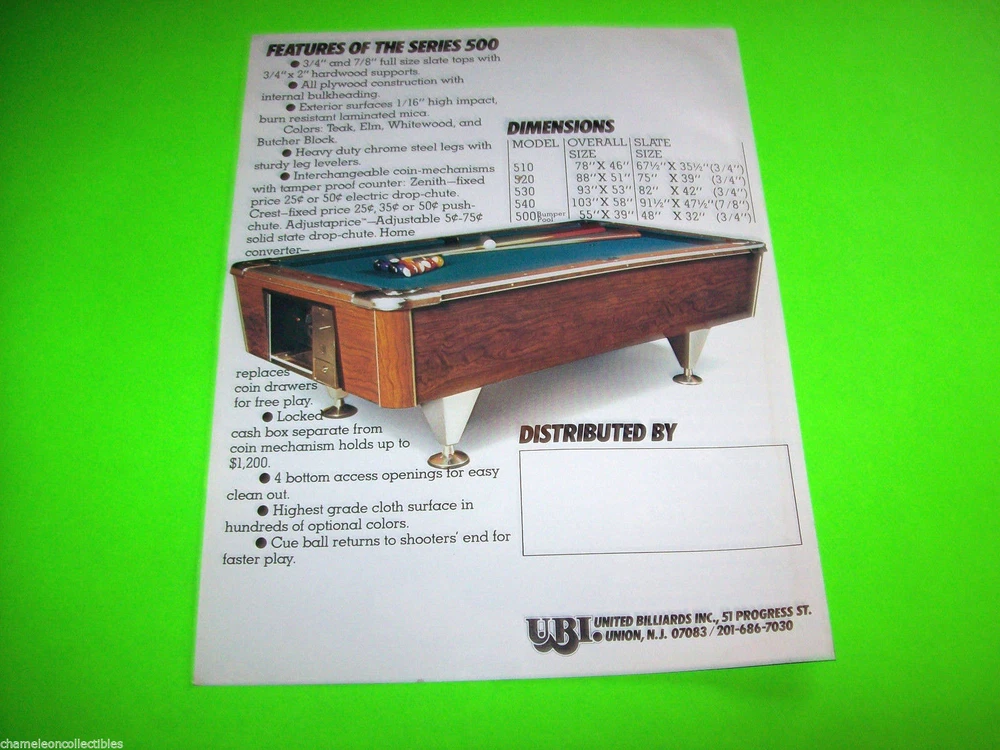 FEATURES OF THE SERIES 500
● 3/4" and 7/8" full size slate tops with
3/4" x 2" hardwood supports.
● All plywood construction with
internal bulkheading.
● Exterior surfaces 1/16" high impact,
burn resistant laminated mica.
Colors: Teak, Elm, Whitewood, and
Butcher Block.
● Heavy duty chrome steel legs with
sturdy leg levelers.
● Interchangeable coin-mechanisms
with tamper proof counter: Zenith—fixed
price 25¢ or 50¢ electric drop-chute.
Crest—fixed price 25¢, 35¢ or 50¢ push-
chute. Adjustaprice™—Adjustable 5¢-75¢
solid state drop-chute. Home
converter—
replaces
coin drawers
for free play.
● Locked
cash box separate from
coin mechanism holds up to
$1,200.
● 4 bottom access openings for easy
clean out.
● Highest grade cloth surface in
hundreds of optional colors.
● Cue ball returns to shooters' end for
faster play.
DIMENSIONS
MODEL OVERALL SLATE
SIZE SIZE
510 78" X 46" 67½" X 35½" (3/4")
520 88" X 51" 75" X 39" (3/4")
530 93" X 53" 82" X 42" (3/4")
540 103" X 58" 91½" X 47½" (7/8")
500 Bumper Pool 55" X 39" 48" X 32" (3/4")
DISTRIBUTED BY
UBI. UNITED BILLIARDS INC., 51 PROGRESS ST.
UNION, N.J. 07083 / 201-686-7030
chameleoncollectibles